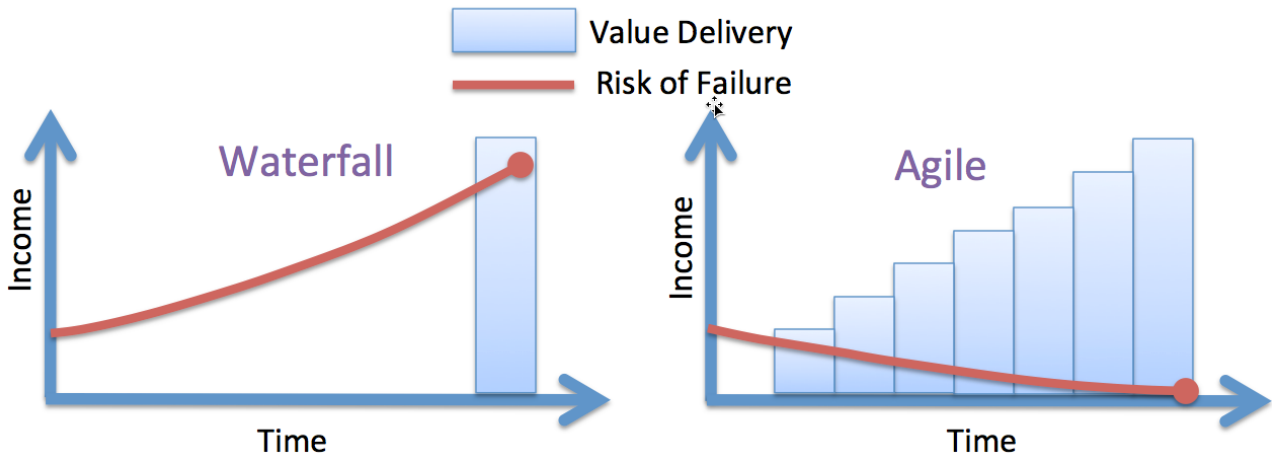 Value Delivery
Risk of Failure
Waterfall
Income
Time
Agile
Income
Time